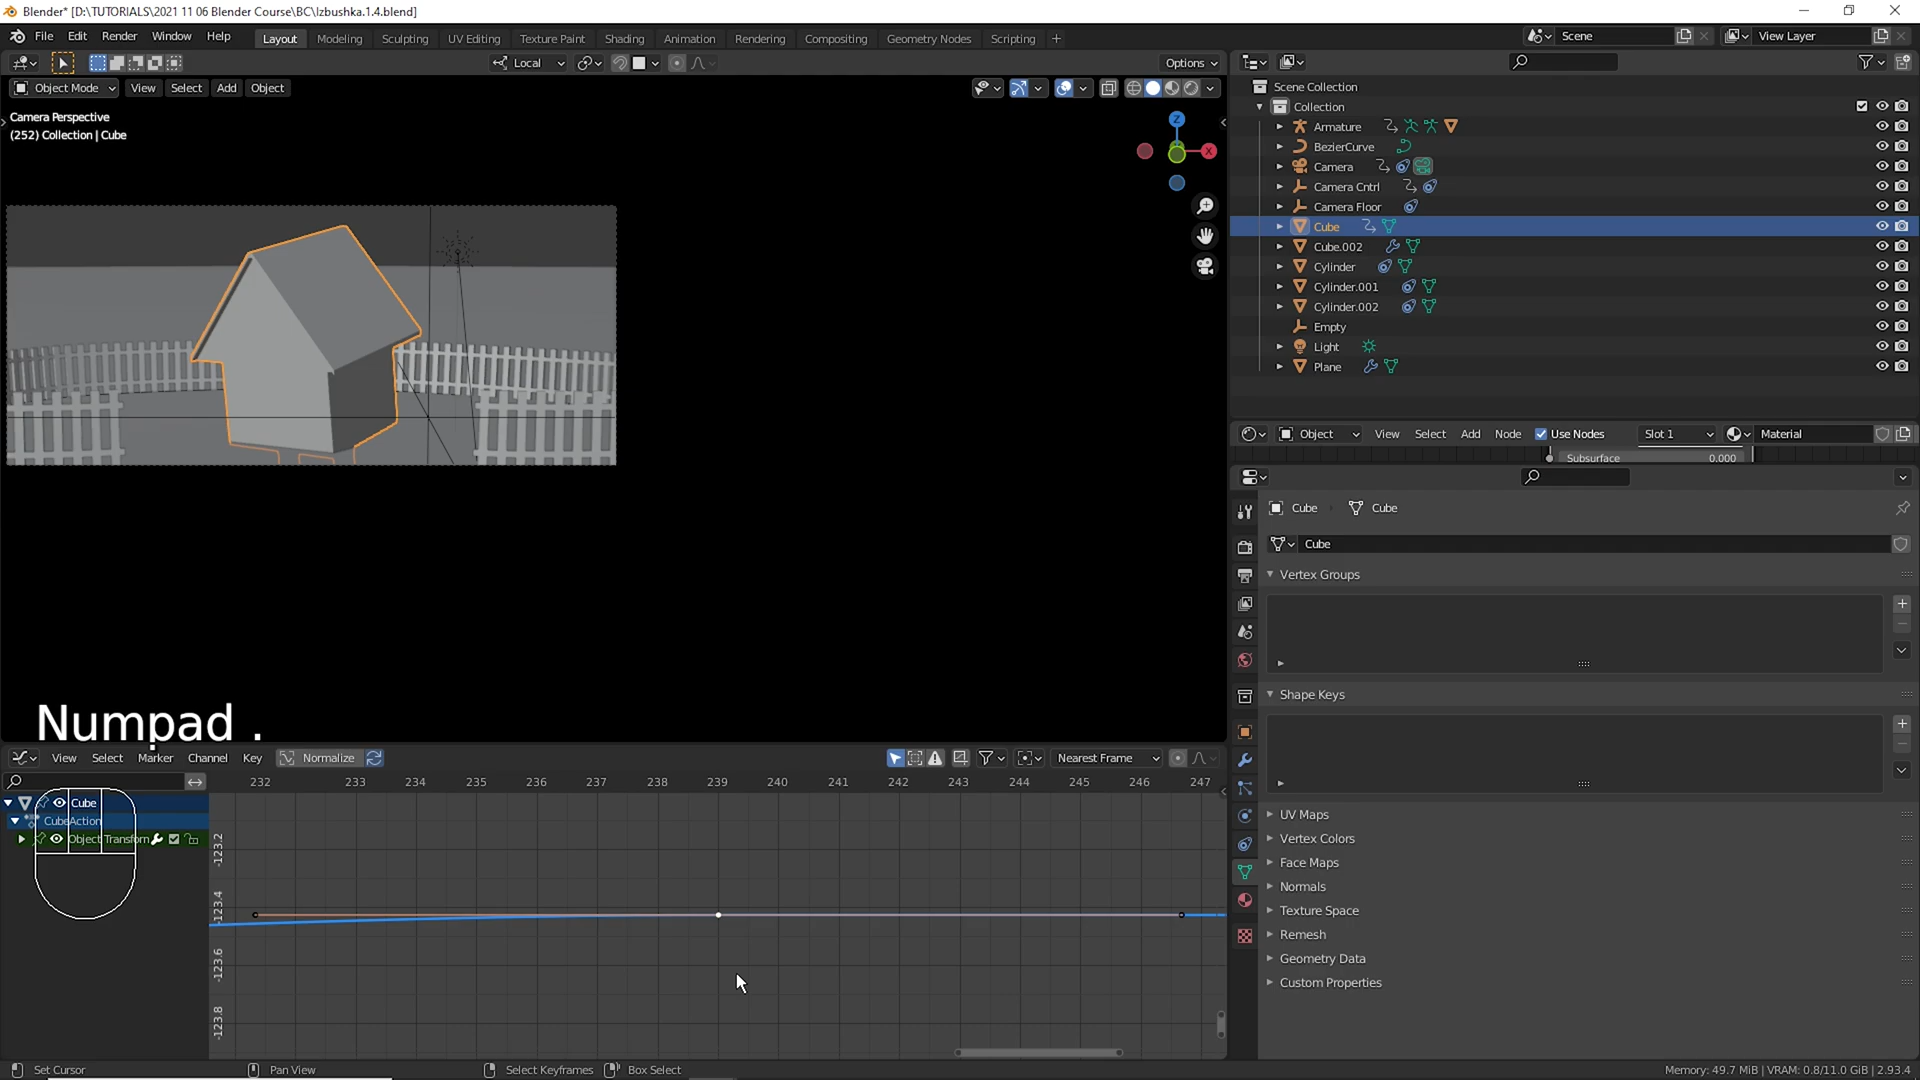 Blender* [D:\TUTORIALS\2021 11 06 Blender Course\BC\Izbushka.1.4.blend]
File Edit Render Window Help Layout Modeling Sculpting UV Editing Texture Paint Shading Animation Rendering Compositing Geometry Nodes Scripting + Scene View Layer
Local Options
Object Mode View Select Add Object
Camera Perspective
(252) Collection | Cube
Z
X
Scene Collection
Collection
Armature
BezierCurve
Camera
Camera Cntrl
Camera Floor
Cube
Cube.002
Cylinder
Cylinder.001
Cylinder.002
Empty
Light
Plane
Object View Select Add Node Use Nodes Slot 1 Material
Subsurface 0.000
Cube Cube
Cube
Vertex Groups
Shape Keys
UV Maps
Vertex Colors
Face Maps
Normals
Texture Space
Remesh
Geometry Data
Custom Properties
Numpad .
View Select Marker Channel Key Normalize Nearest Frame
232 233 234 235 236 237 238 239 240 241 242 243 244 245 246 247
Cube
CubeAction
Object Transform
-123.2
-123.4
-123.6
-123.8
Set Cursor Pan View Select Keyframes Box Select Memory: 49.7 MiB | VRAM: 0.8/11.0 GiB | 2.93.4